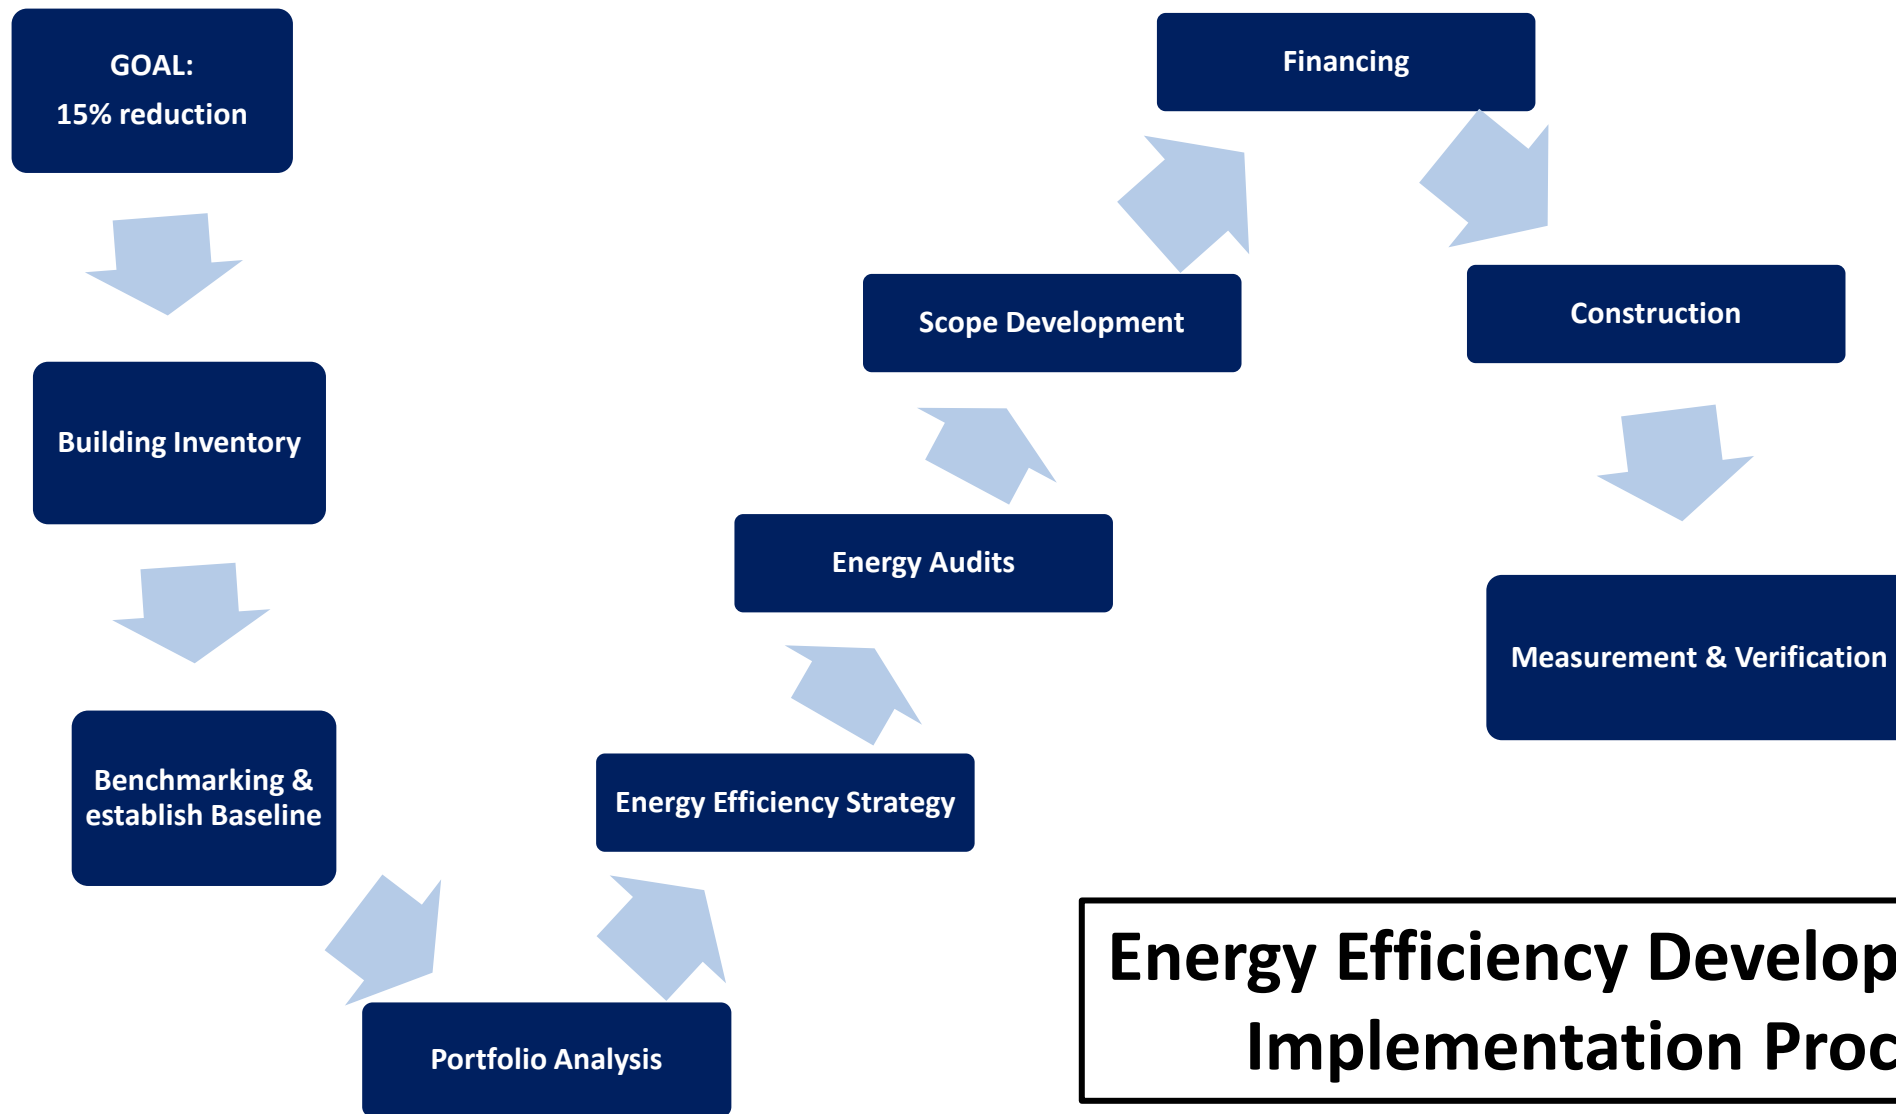 GOAL:
15% reduction
Building Inventory
Benchmarking &
establish Baseline
Portfolio Analysis
Energy Efficiency Strategy
Energy Audits
Scope Development
Financing
Construction
Measurement & Verification
Energy Efficiency Develop
Implementation Proc